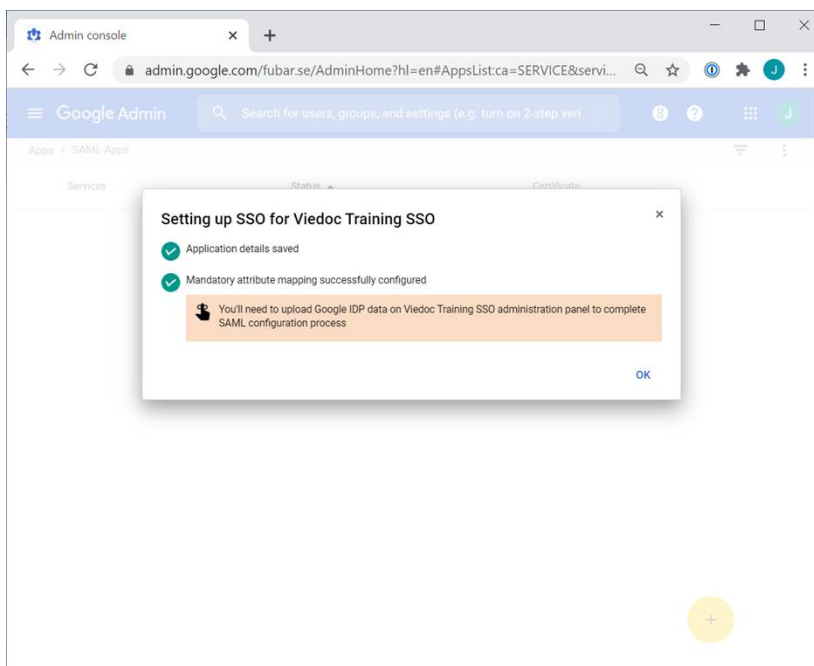 Admin console
admin.google.com/fubar.se/AdminHome?hl=en#AppsList:ca=SERVICE&servi...
J
Google Admin
Search for users, groups, and settings (e.g. turn on 2-step veri
8
?
J
Apps > SAML Apps
Services
Status
Certificate
Setting up SSO for Viedoc Training SSO
Application details saved
Mandatory attribute mapping successfully configured
You'll need to upload Google IDP data on Viedoc Training SSO administration panel to complete
SAML configuration process
OK